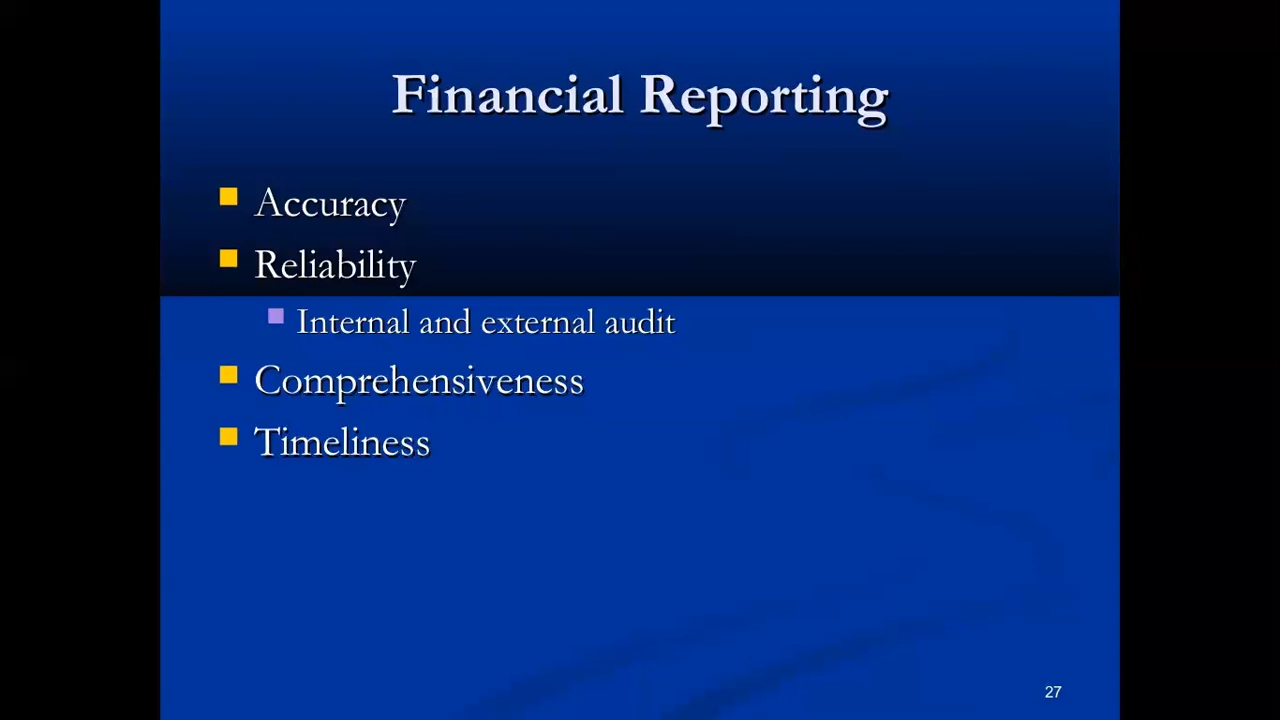 Financial Reporting
Accuracy
Reliability
Internal and external audit
Comprehensiveness
Timeliness
27